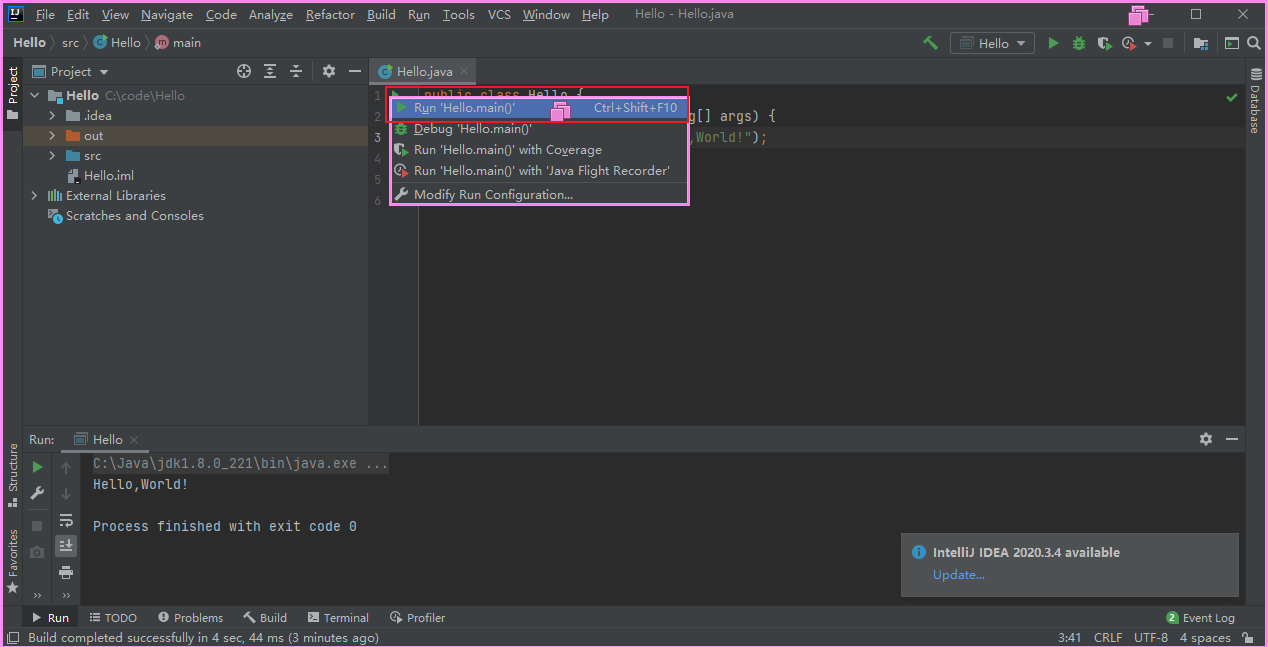 File Edit View Navigate Code Analyze Refactor Build Run Tools VCS Window Help Hello - Hello.java
Hello src Hello main Hello
Project Hello.java
Hello C:\code\Hello
.idea
out
src
Hello.iml
External Libraries
Scratches and Consoles
Project
Structure
Favorites
Database
1 public class Hello {
2 g[] args) {
3 ,World!");
4
5
6
Run 'Hello.main()' Ctrl+Shift+F10
Debug 'Hello.main()'
Run 'Hello.main()' with Coverage
Run 'Hello.main()' with 'Java Flight Recorder'
Modify Run Configuration...
Run: Hello
C:\Java\jdk1.8.0_221\bin\java.exe ...
Hello,World!
Process finished with exit code 0
IntelliJ IDEA 2020.3.4 available
Update...
Run TODO Problems Build Terminal Profiler 2 Event Log
Build completed successfully in 4 sec, 44 ms (3 minutes ago) 3:41 CRLF UTF-8 4 spaces